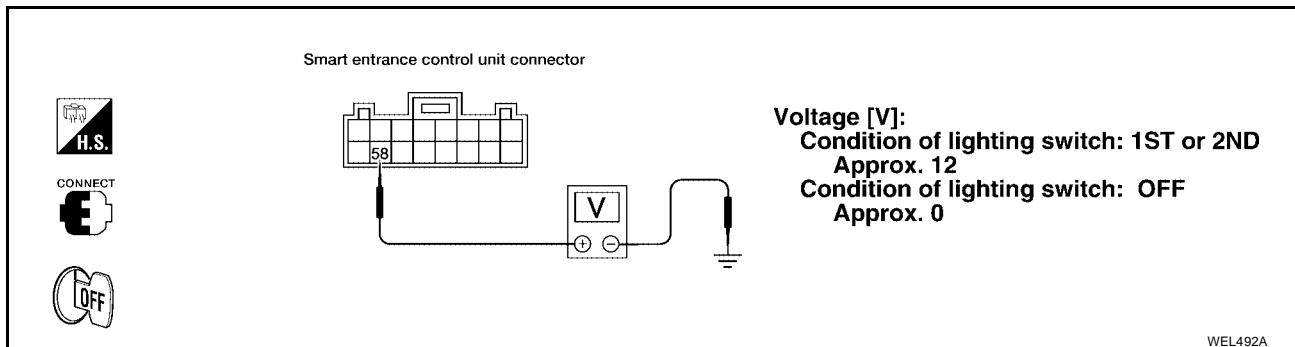 Smart entrance control unit connector
H.S.
CONNECT
OFF
58
V
+ −
Voltage [V]:
Condition of lighting switch: 1ST or 2ND
Approx. 12
Condition of lighting switch: OFF
Approx. 0
WEL492A